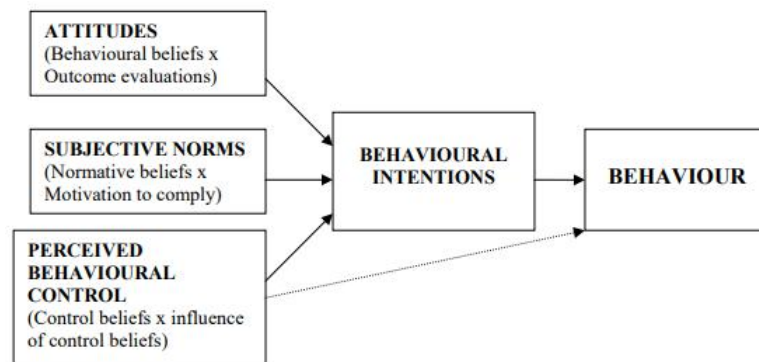 ATTITUDES
(Behavioural beliefs x
Outcome evaluations)
SUBJECTIVE NORMS
(Normative beliefs x
Motivation to comply)
PERCEIVED
BEHAVIOURAL
CONTROL
(Control beliefs x influence
of control beliefs)
BEHAVIOURAL
INTENTIONS
BEHAVIOUR